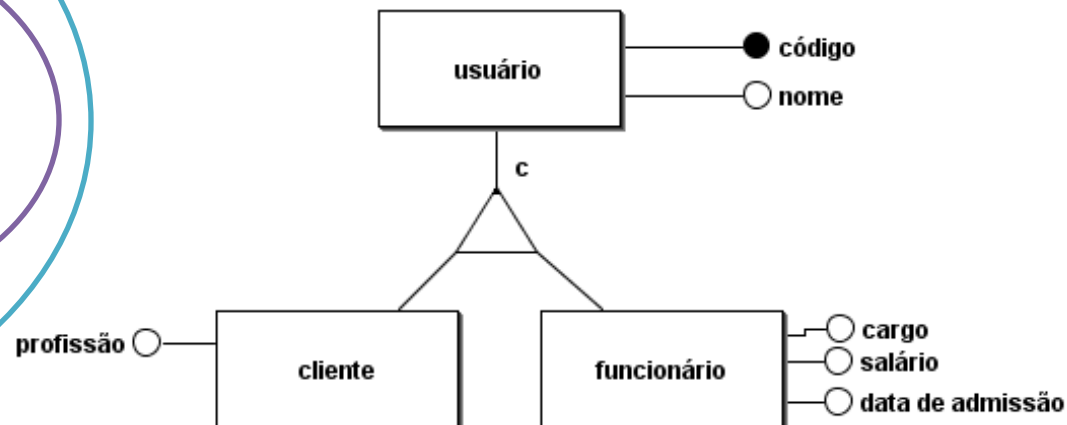 usuário
código
nome
c
profissão
cliente
funcionário
cargo
salário
data de admissão